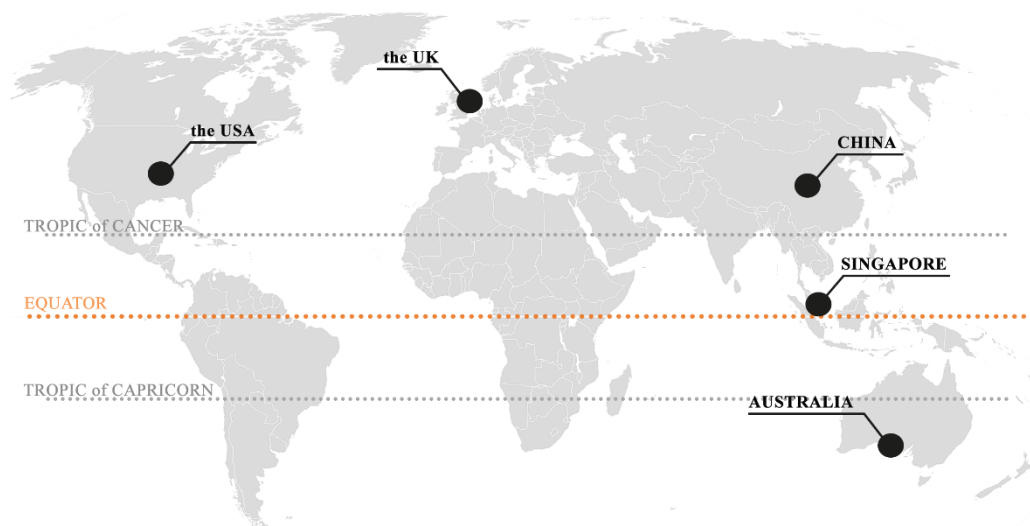 the UK
the USA
CHINA
TROPIC of CANCER
SINGAPORE
EQUATOR
TROPIC of CAPRICORN
AUSTRALIA